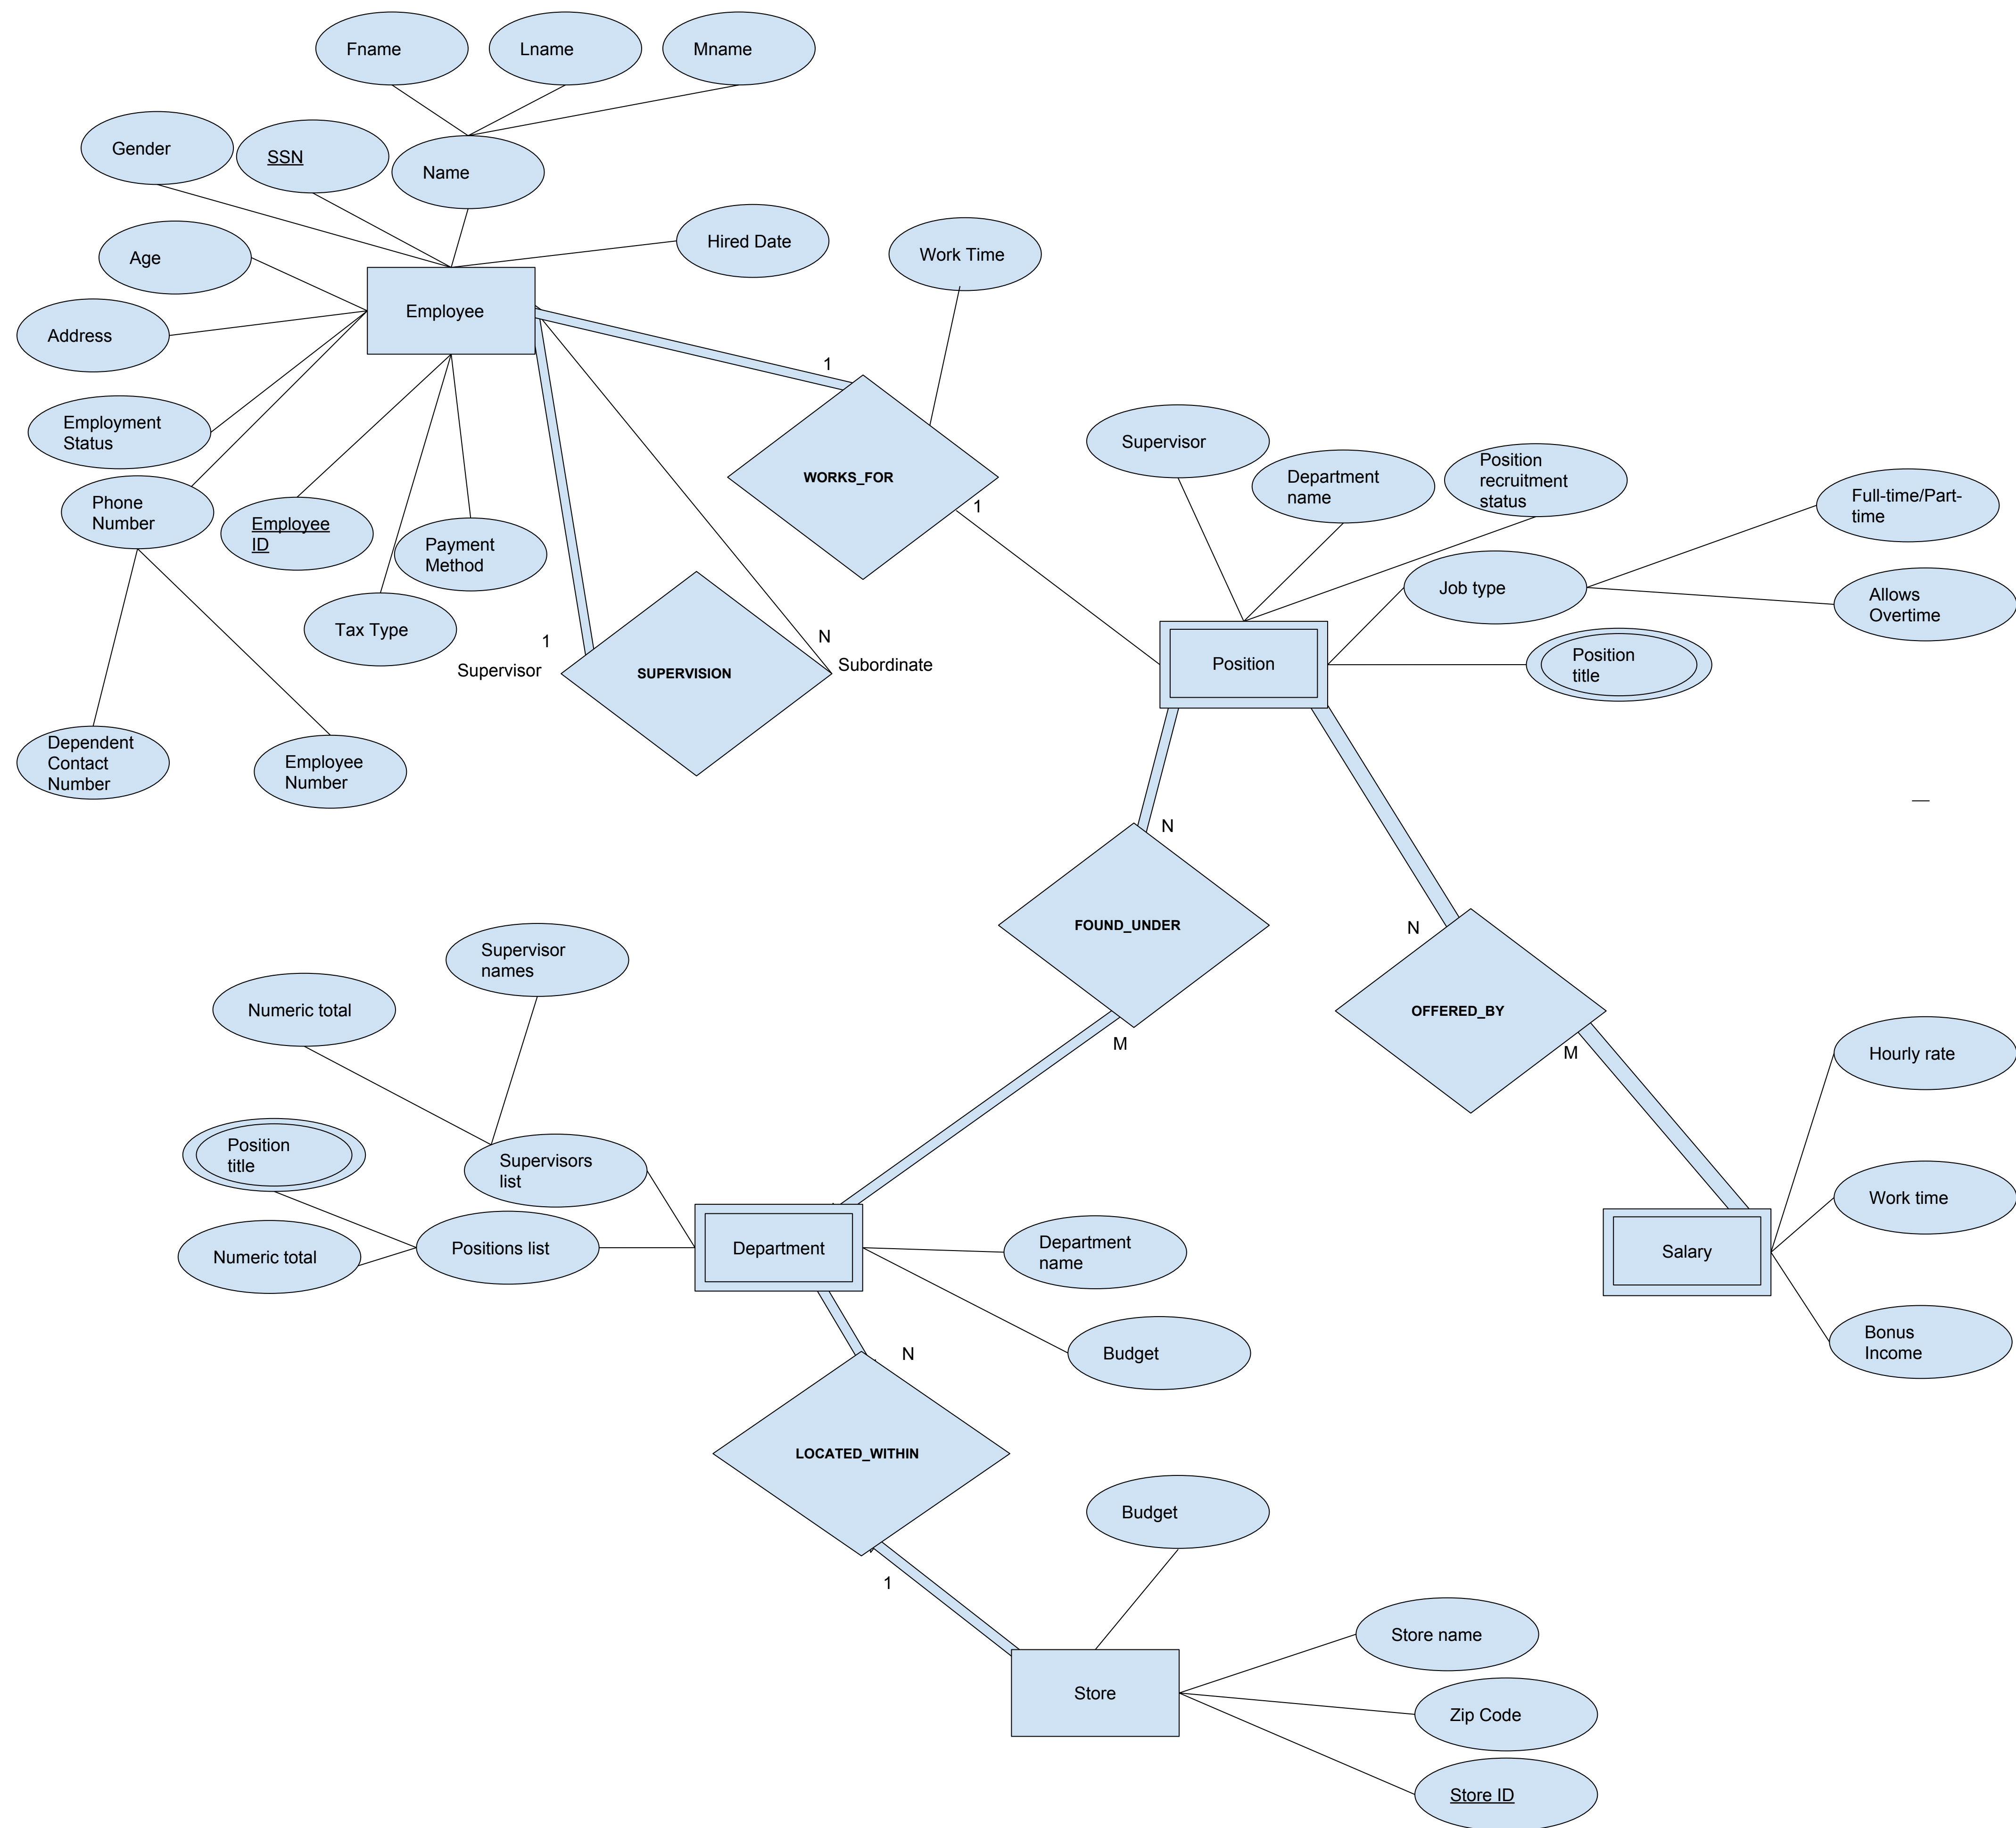 Fname
Lname
Mname
Gender
SSN
Name
Hired Date
Work Time
Age
Employee
Address
1
Employment
Status
Supervisor
Department
name
Position
recruitment
status
Full-time/Part-
time
WORKS_FOR
1
Phone
Number
Employee
ID
Payment
Method
Job type
Allows
Overtime
Tax Type
1
N
Supervisor
SUPERVISION
Subordinate
Position
Position
title
Dependent
Contact
Number
Employee
Number
N
FOUND_UNDER
N
Supervisor
names
Numeric total
OFFERED_BY
M
M
Hourly rate
Position
title
Supervisors
list
Work time
Numeric total
Positions list
Department
Department
name
Salary
N
Budget
Bonus
Income
LOCATED_WITHIN
Budget
1
Store name
Store
Zip Code
Store ID